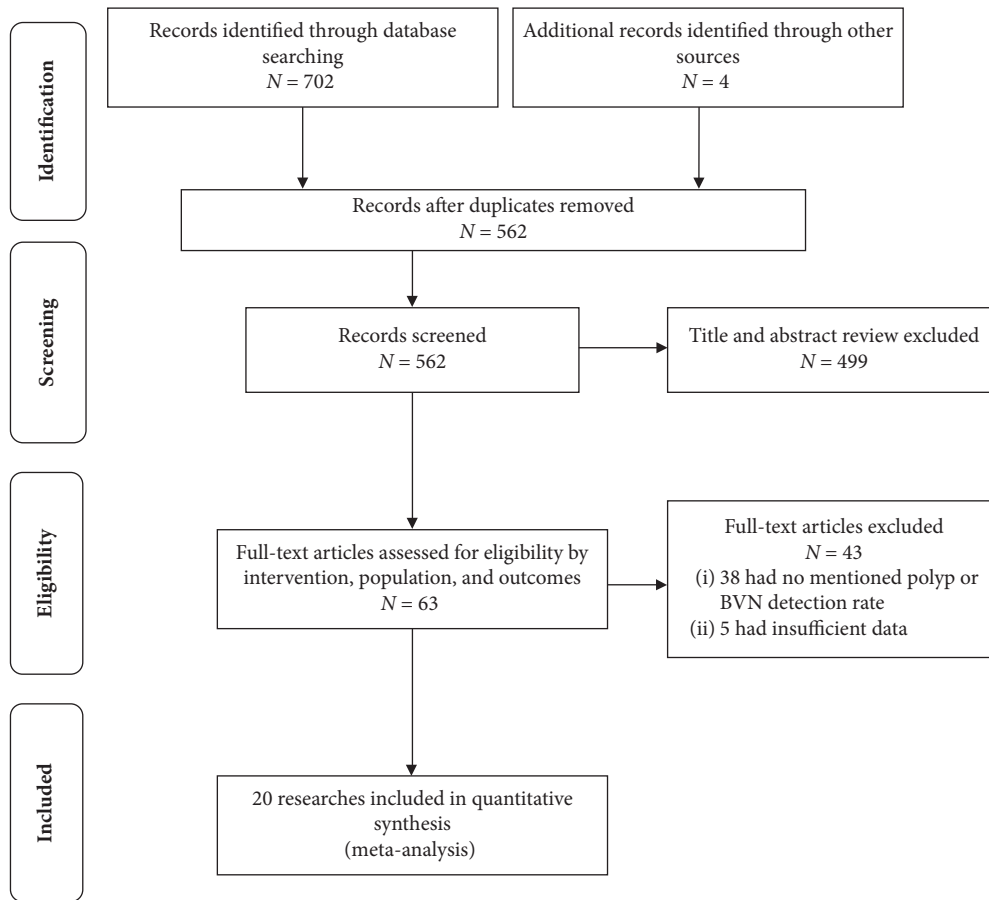 Identification
Records identified through database
searching
N = 702
Additional records identified through other
sources
N = 4
Records after duplicates removed
N = 562
Screening
Records screened
N = 562
Title and abstract review excluded
N = 499
Eligibility
Full-text articles assessed for eligibility by
intervention, population, and outcomes
N = 63
Full-text articles excluded
N = 43
(i) 38 had no mentioned polyp or
BVN detection rate
(ii) 5 had insufficient data
Included
20 researches included in quantitative
synthesis
(meta-analysis)